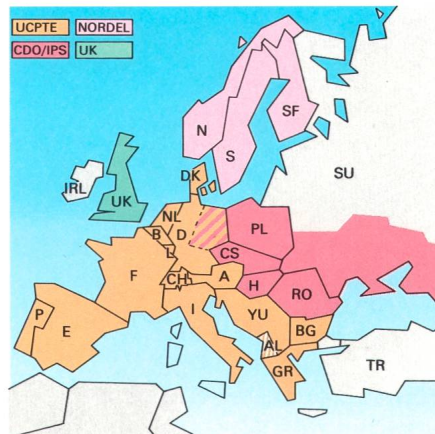 UCPTE NORDEL
CDO/IPS UK
N
S
SF
SU
DK
IRL
UK
NL
B
D
PL
L
CS
F
CH
A
H
RO
I
YU
P
E
BG
AL
GR
TR